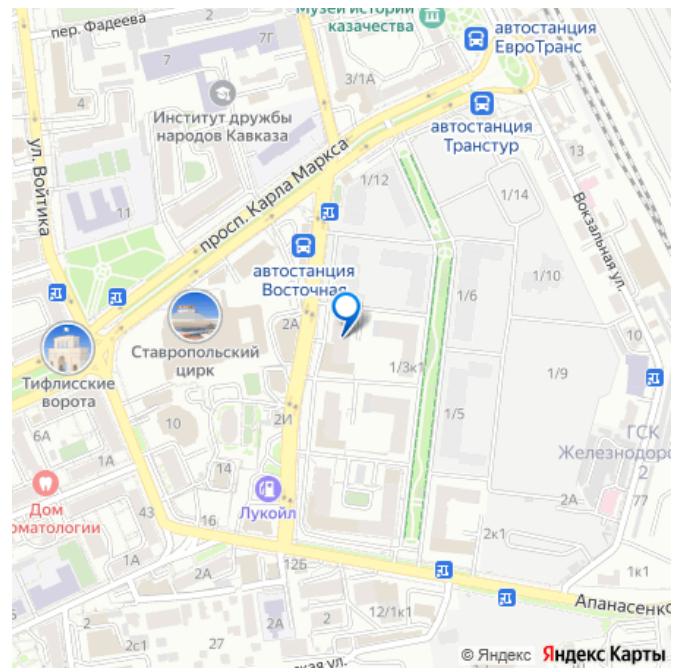 пер. Фадеева
Музей истории
казачества
автостанция
ЕвроТранс
7Г
7
3/1А
Институт дружбы
народов Кавказа
автостанция
Транстур
ул. Войтика
просп. Карла Маркса
13
1/12
1/14
Вокзальная ул.
11
автостанция
Восточная
1/10
1/6
2А
Ставропольский
цирк
10
Тифлисские
ворота
1/3к1
1/9
2И
10
1/5
6А
ГСК
Железнодоро
2
1А
14
Дом
оматологии
Лукойл
2А
77
43
16
2к1
12Б
2А
1к1
Апанасенко
2А
2
12/1к1
2с1
27
ская ул.
© Яндекс Яндекс Карты